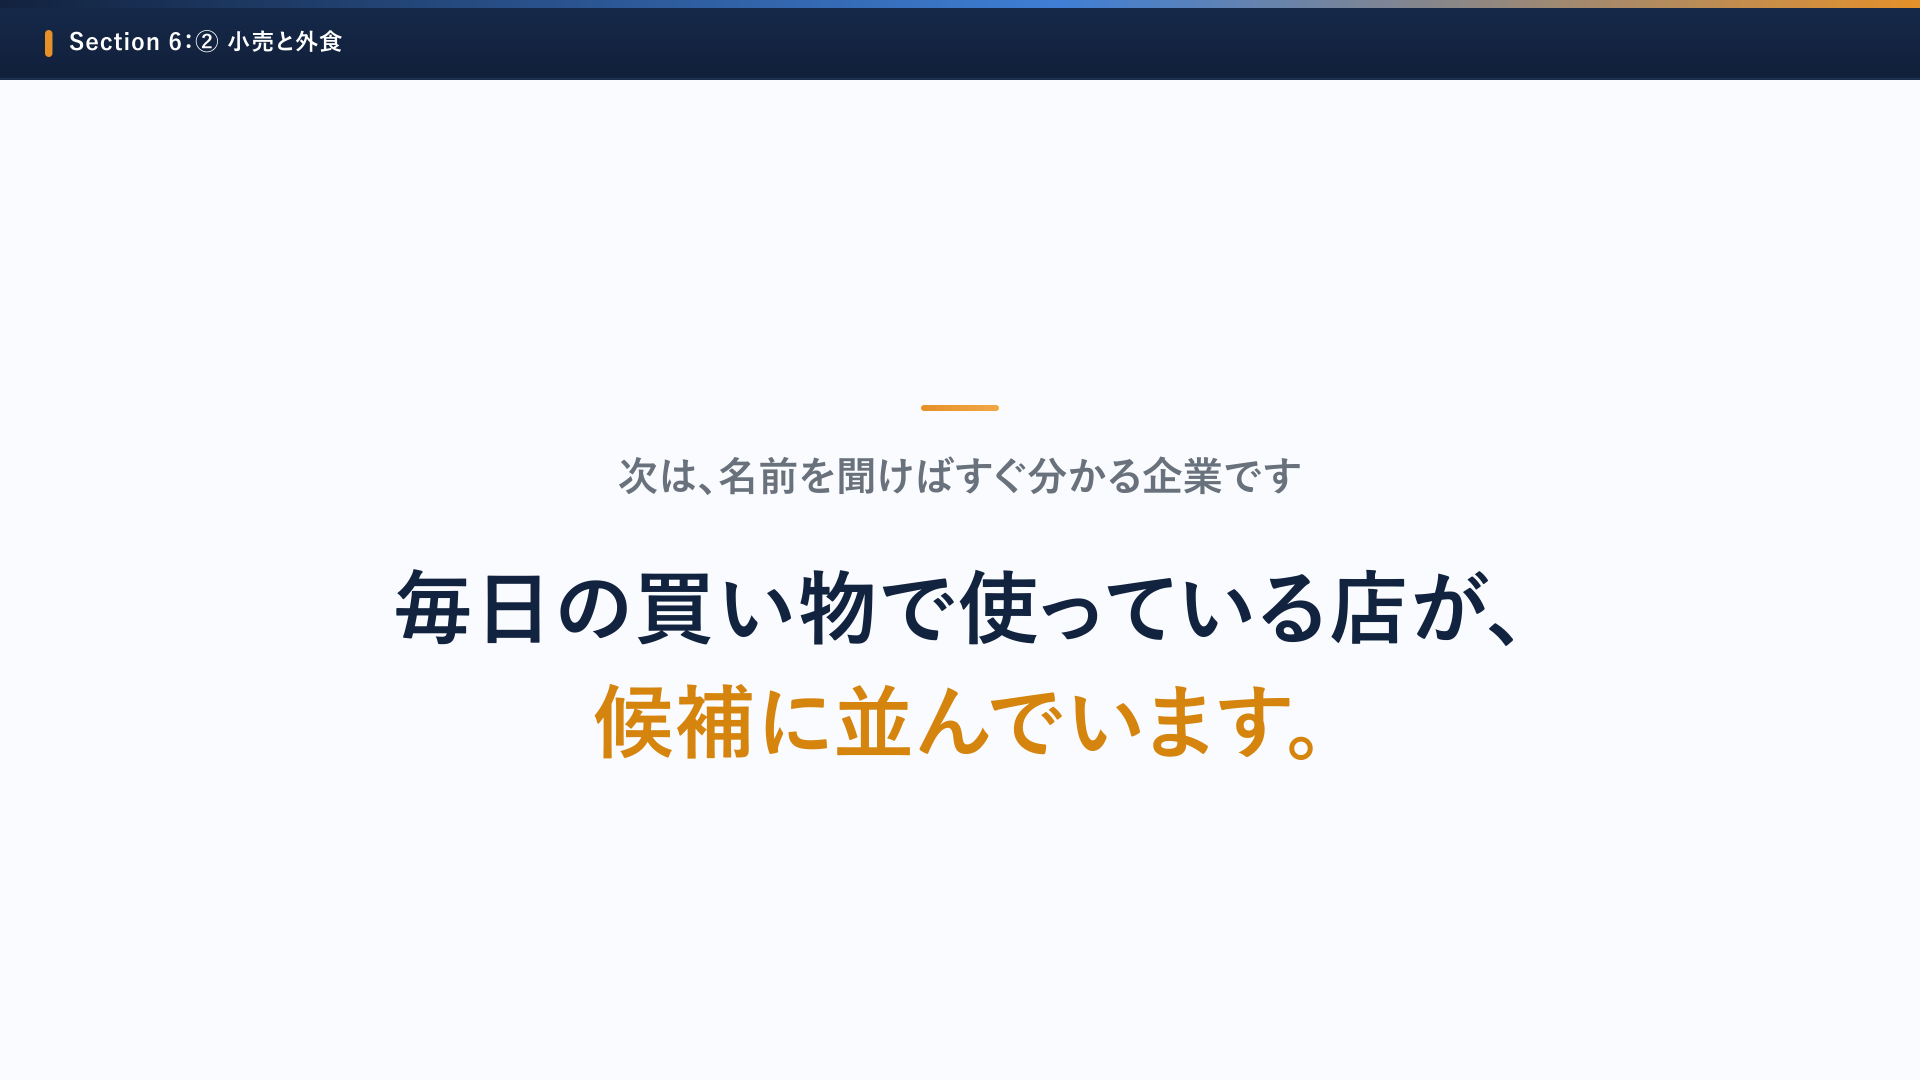 Section 6：② 小売と外食
次は、名前を聞けばすぐ分かる企業です
毎日の買い物で使っている店が、
候補に並んでいます。